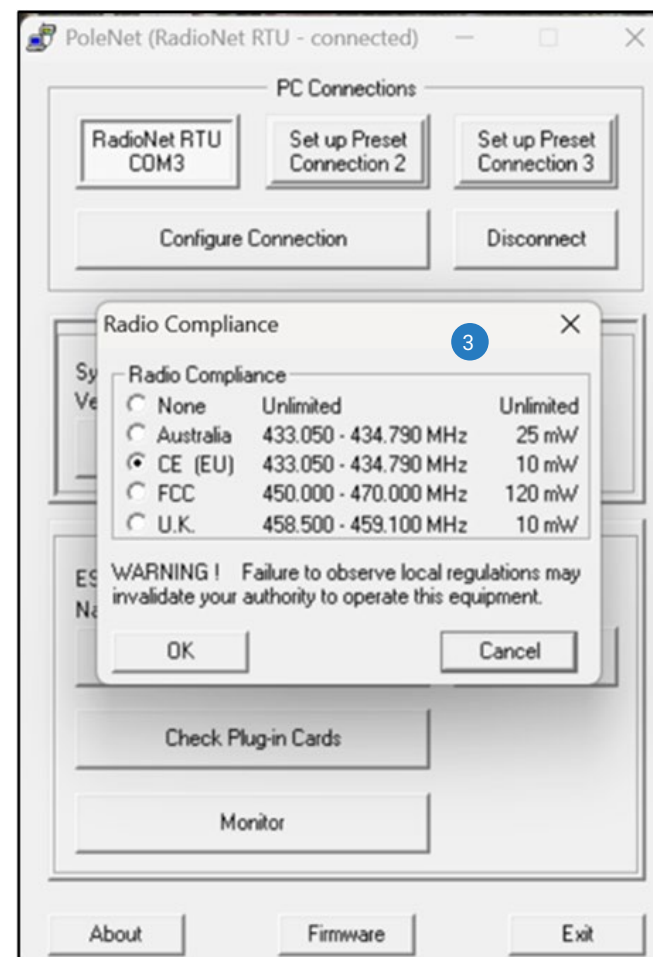 PoleNet (RadioNet RTU - connected)
PC Connections
RadioNet RTU
COM3
Set up Preset
Connection 2
Set up Preset
Connection 3
Configure Connection
Disconnect
Radio Compliance
3
Sy
Ve
Radio Compliance
None Unlimited Unlimited
Australia 433.050 - 434.790 MHz 25 mW
CE (EU) 433.050 - 434.790 MHz 10 mW
FCC 450.000 - 470.000 MHz 120 mW
U.K. 458.500 - 459.100 MHz 10 mW
ES
Na
WARNING ! Failure to observe local regulations may
invalidate your authority to operate this equipment.
OK
Cancel
Check Plug-in Cards
Monitor
About
Firmware
Exit